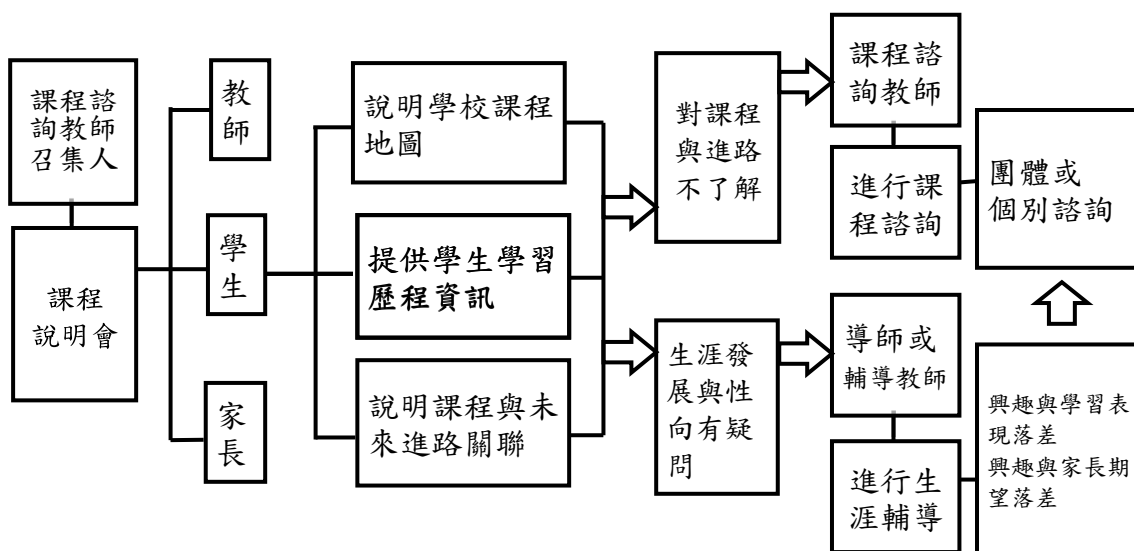 課程諮
詢教師
召集人
課程
說明會
教
師
學
生
家
長
說明學校課程
地圖
提供學生學習
歷程資訊
說明課程與未
來進路關聯
對課程
與進路
不了解
生涯發
展與性
向有疑
問
課程諮
詢教師
進行課
程諮詢
團體或
個別諮詢
導師或
輔導教師
進行生
涯輔導
興趣與學習表
現落差
興趣與家長期
望落差